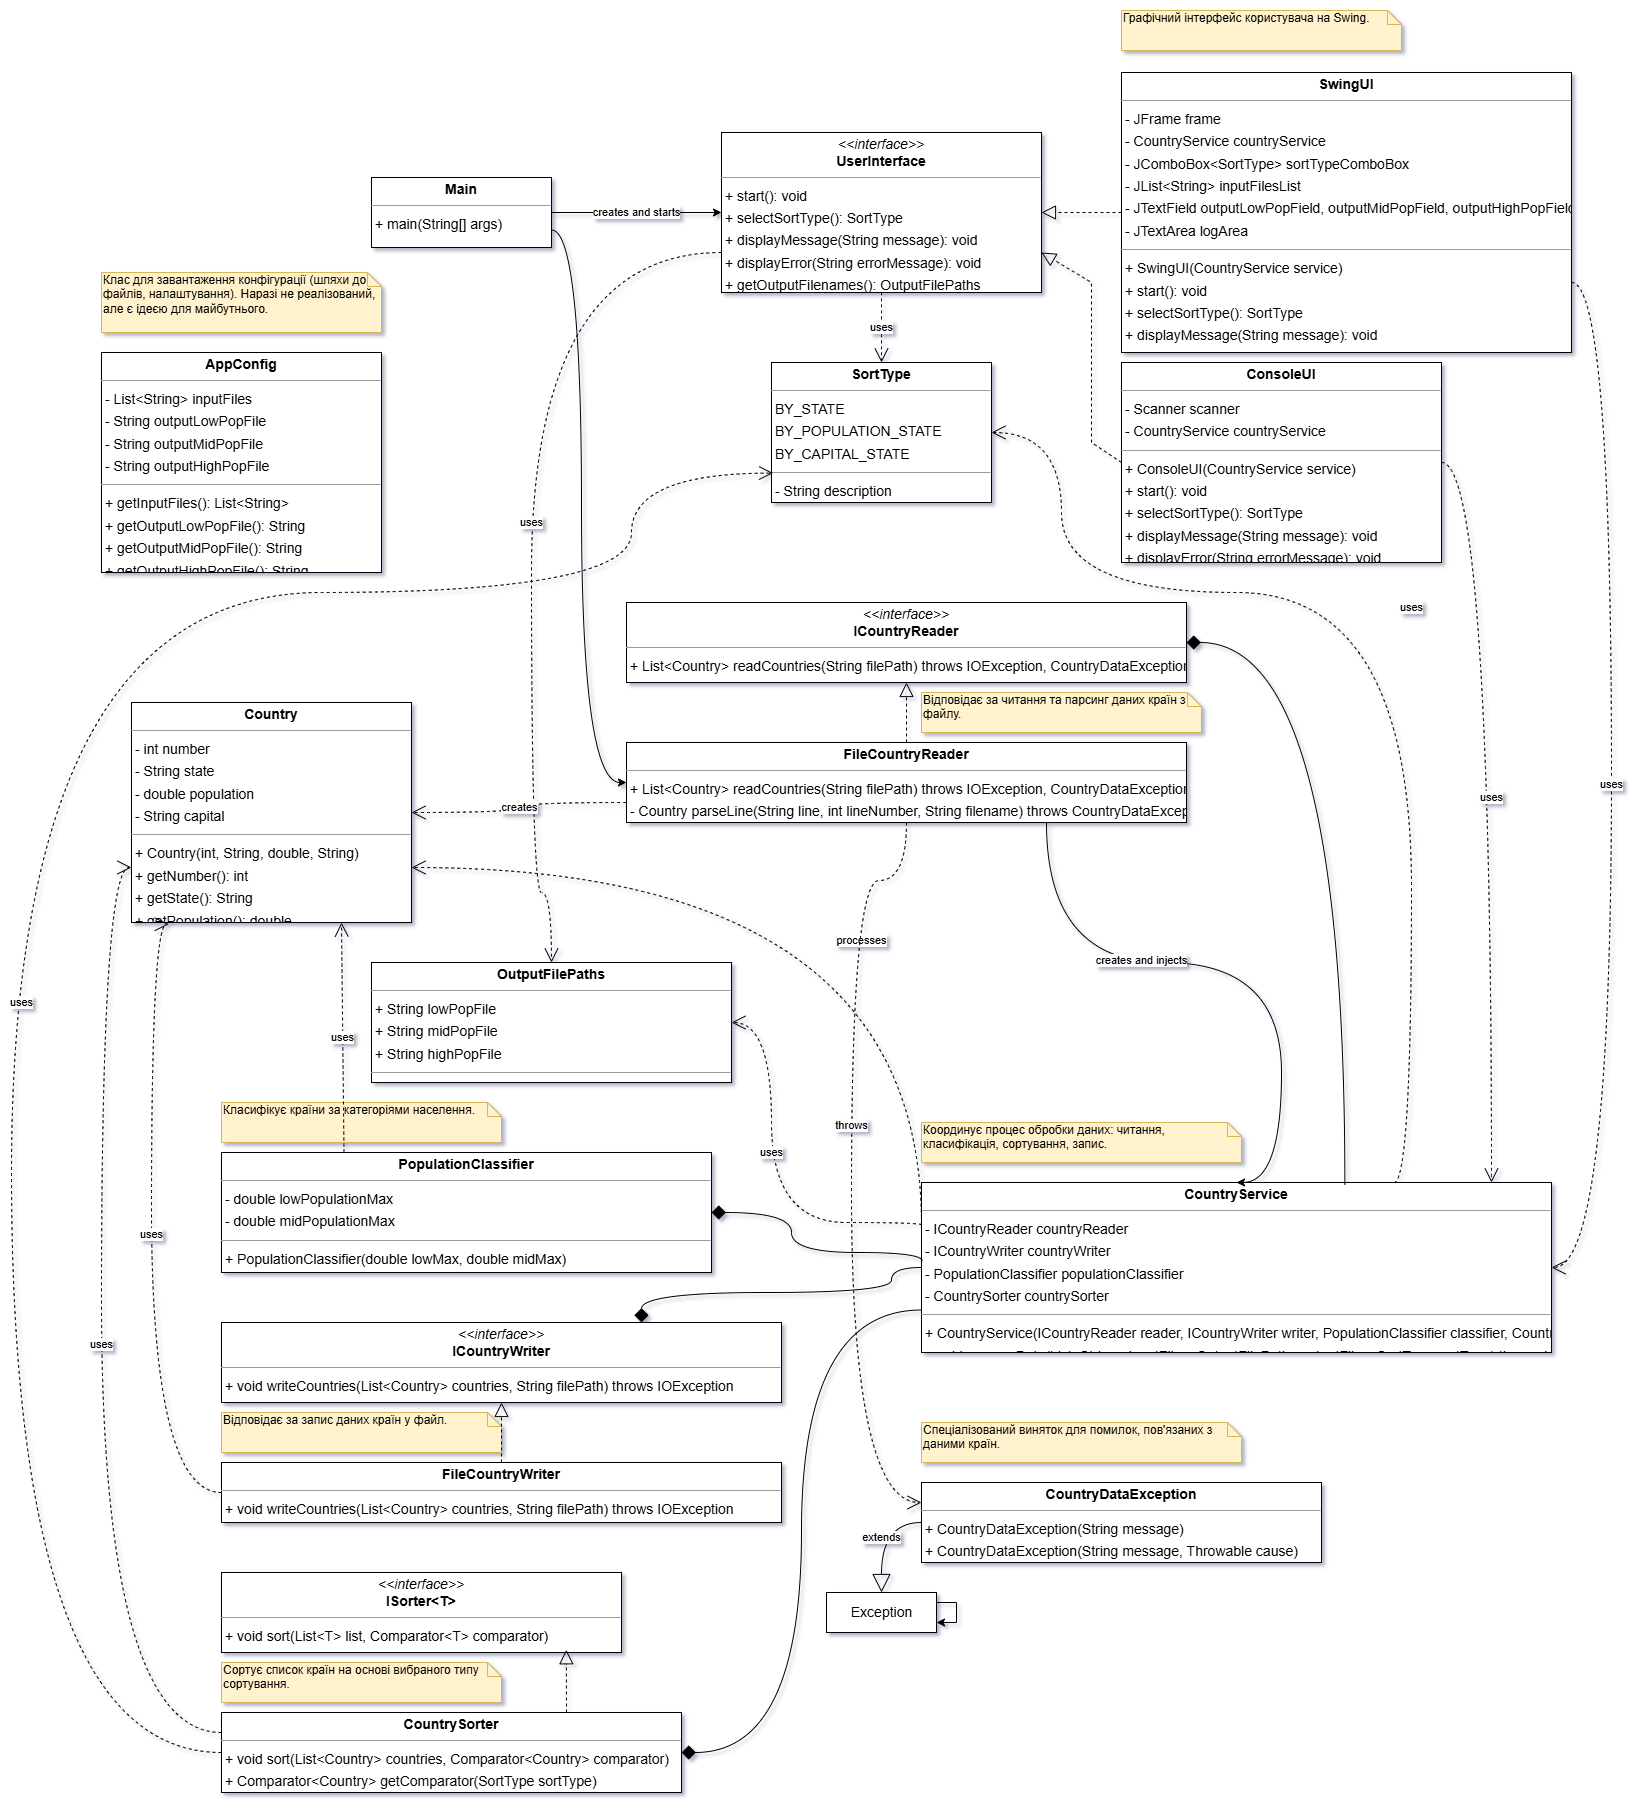 Графічний інтерфейс користувача на Swing.
SwingUI
- JFrame frame
- CountryService countryService
- JComboBox<SortType> sortTypeComboBox
- JList<String> inputFilesList
- JTextField outputLowPopField, outputMidPopField, outputHighPopField
- JTextArea logArea
+ SwingUI(CountryService service)
+ start(): void
+ selectSortType(): SortType
+ displayMessage(String message): void
<<interface>>
UserInterface
+ start(): void
+ selectSortType(): SortType
+ displayMessage(String message): void
+ displayError(String errorMessage): void
+ getOutputFilenames(): OutputFilePaths
Main
+ main(String[] args)
creates and starts
Клас для завантаження конфігурації (шляхи до
файлів, налаштування). Наразі не реалізований,
але є ідеєю для майбутнього.
uses
AppConfig
- List<String> inputFiles
- String outputLowPopFile
- String outputMidPopFile
- String outputHighPopFile
+ getInputFiles(): List<String>
+ getOutputLowPopFile(): String
+ getOutputMidPopFile(): String
+ getOutputHighPopFile(): String
SortType
BY_STATE
BY_POPULATION_STATE
BY_CAPITAL_STATE
- String description
ConsoleUI
- Scanner scanner
- CountryService countryService
+ ConsoleUI(CountryService service)
+ start(): void
+ selectSortType(): SortType
+ displayMessage(String message): void
+ displayError(String errorMessage): void
uses
uses
<<interface>>
ICountryReader
+ List<Country> readCountries(String filePath) throws IOException, CountryDataException
Відповідає за читання та парсинг даних країн з
файлу.
FileCountryReader
+ List<Country> readCountries(String filePath) throws IOException, CountryDataException
- Country parseLine(String line, int lineNumber, String filename) throws CountryDataExcep
Country
- int number
- String state
- double population
- String capital
+ Country(int, String, double, String)
+ getNumber(): int
+ getState(): String
+ getPopulation(): double
creates
uses
uses
processes
creates and injects
OutputFilePaths
+ String lowPopFile
+ String midPopFile
+ String highPopFile
uses
uses
Класифікує країни за категоріями населення.
throws
Координує процес обробки даних: читання,
класифікація, сортування, запис.
uses
PopulationClassifier
- double lowPopulationMax
- double midPopulationMax
+ PopulationClassifier(double lowMax, double midMax)
CountryService
- ICountryReader countryReader
- ICountryWriter countryWriter
- PopulationClassifier populationClassifier
- CountrySorter countrySorter
+ CountryService(ICountryReader reader, ICountryWriter writer, PopulationClassifier classifier, Count
uses
uses
<<interface>>
ICountryWriter
+ void writeCountries(List<Country> countries, String filePath) throws IOException
Відповідає за запис даних країн у файл.
FileCountryWriter
+ void writeCountries(List<Country> countries, String filePath) throws IOException
Спеціалізований виняток для помилок, пов'язаних з
даними країн.
CountryDataException
+ CountryDataException(String message)
+ CountryDataException(String message, Throwable cause)
extends
Exception
<<interface>>
ISorter<T>
+ void sort(List<T> list, Comparator<T> comparator)
Сортує список країн на основі вибраного типу
сортування.
CountrySorter
+ void sort(List<Country> countries, Comparator<Country> comparator)
+ Comparator<Country> getComparator(SortType sortType)